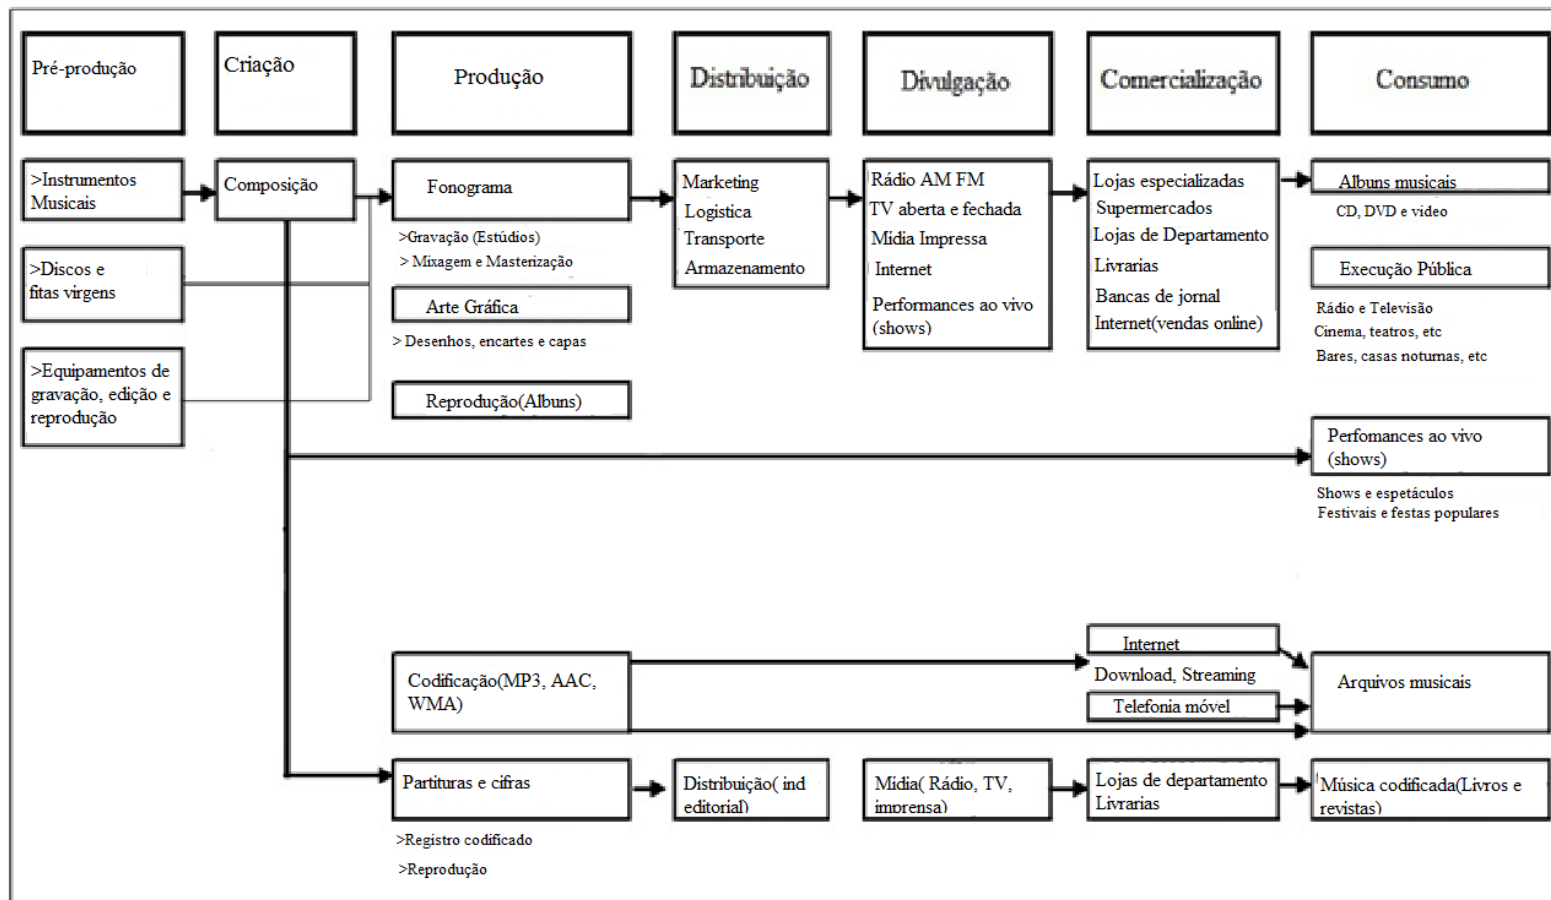 Pré-produção
Criação
Produção
Distribuição
Divulgação
Comercialização
Consumo
>Instrumentos
Musicais
>Discos e
fitas virgens
>Equipamentos de
gravação, edição e
reprodução
Composição
Fonograma
>Gravação (Estúdios)
> Mixagem e Masterização
Arte Gráfica
> Desenhos, encartes e capas
Reprodução(Albuns)
Marketing
Logistica
Transporte
Armazenamento
Rádio AM FM
TV aberta e fechada
Mídia Impressa
Internet
Performances ao vivo
(shows)
Lojas especializadas
Supermercados
Lojas de Departamento
Livrarias
Bancas de jornal
Internet(vendas online)
Albuns musicais
CD, DVD e video
Execução Pública
Rádio e Televisão
Cinema, teatros, etc
Bares, casas noturnas, etc
Perfomances ao vivo
(shows)
Shows e espetáculos
Festivais e festas populares
Codificação(MP3, AAC,
WMA)
Internet
Download, Streaming
Telefonia móvel
Arquivos musicais
Partituras e cifras
>Registro codificado
>Reprodução
Distribuição( ind
editorial)
Mídia( Rádio, TV,
imprensa)
Lojas de departamento
Livrarias
Música codificada(Livros e
revistas)